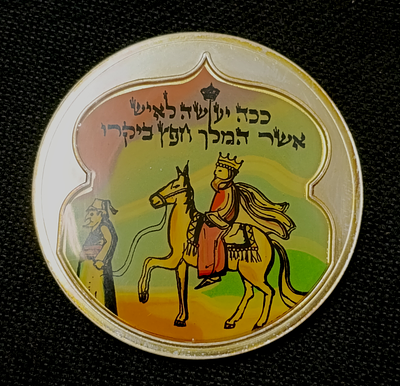 ככה יעשה לאיש
אשר המלך חפץ ביקרו